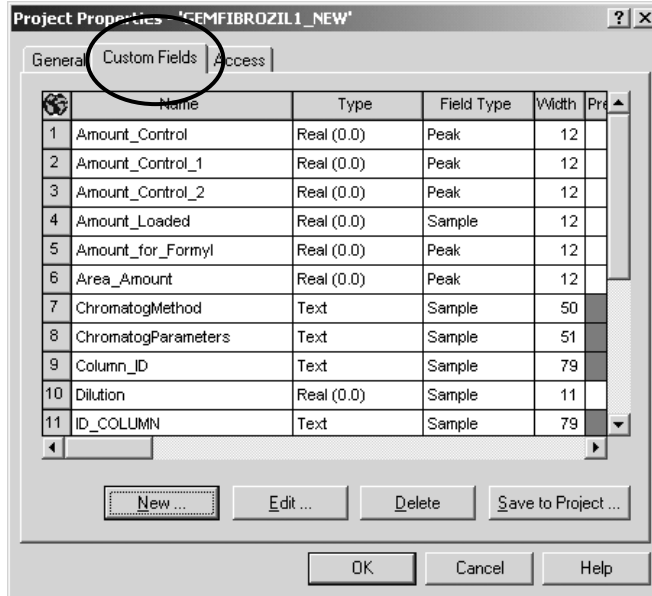 Project Properties - 'GEMFIBROZIL1_NEW'
General Custom Fields Access
Name Type Field Type Width Pre
1 Amount_Control Real (0.0) Peak 12
2 Amount_Control_1 Real (0.0) Peak 12
3 Amount_Control_2 Real (0.0) Peak 12
4 Amount_Loaded Real (0.0) Sample 12
5 Amount_for_Formyl Real (0.0) Peak 12
6 Area_Amount Real (0.0) Peak 12
7 ChromatogMethod Text Sample 50
8 ChromatogParameters Text Sample 51
9 Column_ID Text Sample 79
10 Dilution Real (0.0) Sample 11
11 ID_COLUMN Text Sample 79
New ... Edit ... Delete Save to Project ...
OK Cancel Help